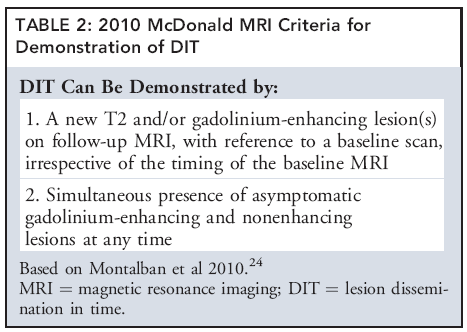 TABLE 2: 2010 McDonald MRI Criteria for
Demonstration of DIT
DIT Can Be Demonstrated by:
1. A new T2 and/or gadolinium-enhancing lesion(s)
on follow-up MRI, with reference to a baseline scan,
irrespective of the timing of the baseline MRI
2. Simultaneous presence of asymptomatic
gadolinium-enhancing and nonenhancing
lesions at any time
Based on Montalban et al 2010.24
MRI = magnetic resonance imaging; DIT = lesion dissemi-
nation in time.